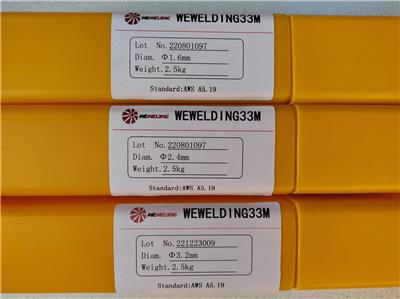 WEWELDING WEWELDING33M
Lot No.220801097
Diam. Φ1.6mm
Weight.2.5kg
Standard:AWS A5.19
WEWELDING WEWELDING33M
Lot No.220801097
Diam. Φ2.4mm
Weight.2.5kg
Standard:AWS A5.19
WEWELDING WEWELDING33M
Lot No.221223009
Diam. Φ3.2mm
Weight.2.5kg
Standard:AWS A5.19